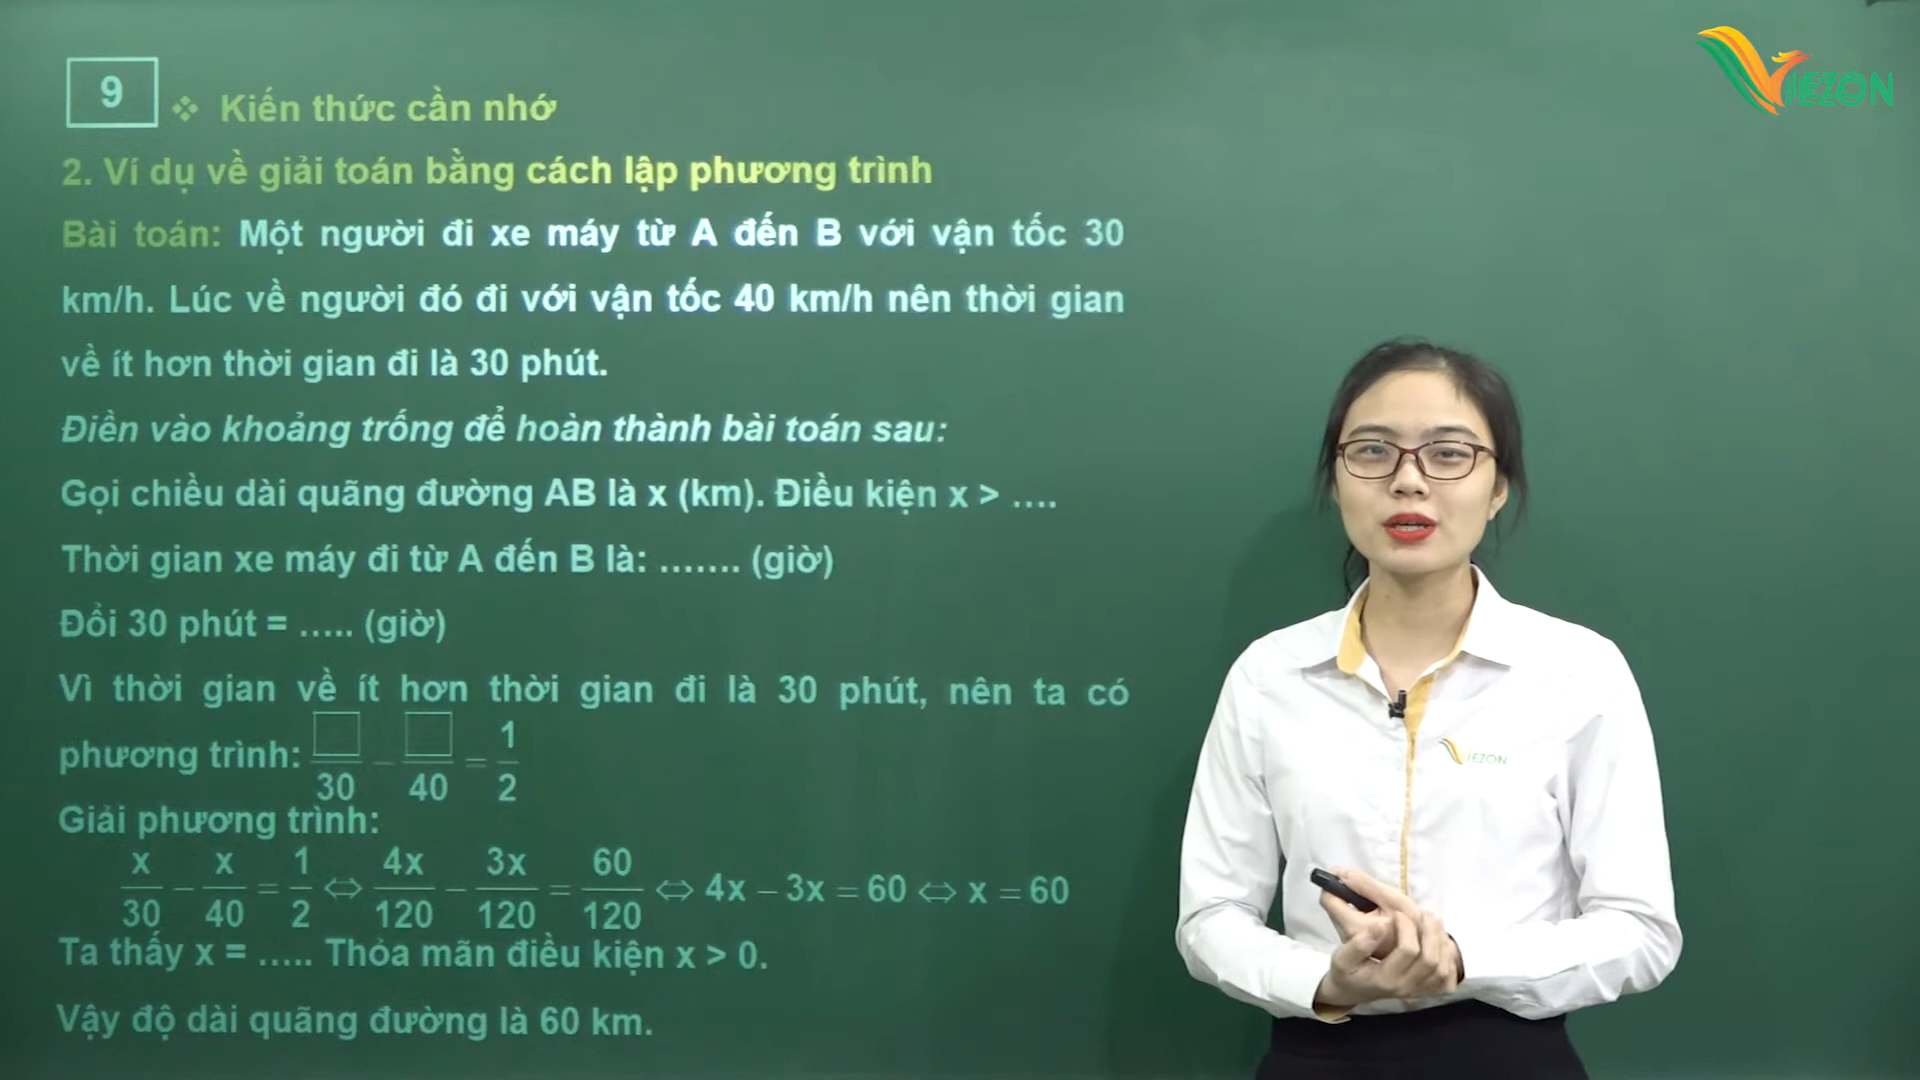 VIEZON
9
❖ Kiến thức cần nhớ
2. Ví dụ về giải toán bằng cách lập phương trình
Bài toán: Một người đi xe máy từ A đến B với vận tốc 30
km/h. Lúc về người đó đi với vận tốc 40 km/h nên thời gian
về ít hơn thời gian đi là 30 phút.
Điền vào khoảng trống để hoàn thành bài toán sau:
Gọi chiều dài quãng đường AB là x (km). Điều kiện x > ....
Thời gian xe máy đi từ A đến B là: ....... (giờ)
Đổi 30 phút = ..... (giờ)
Vì thời gian về ít hơn thời gian đi là 30 phút, nên ta có
phương trình: □/30 − □/40 = 1/2
Giải phương trình:
x/30 − x/40 = 1/2 ⇔ 4x/120 − 3x/120 = 60/120 ⇔ 4x − 3x = 60 ⇔ x = 60
Ta thấy x = ..... Thỏa mãn điều kiện x > 0.
Vậy độ dài quãng đường là 60 km.
VIEZON